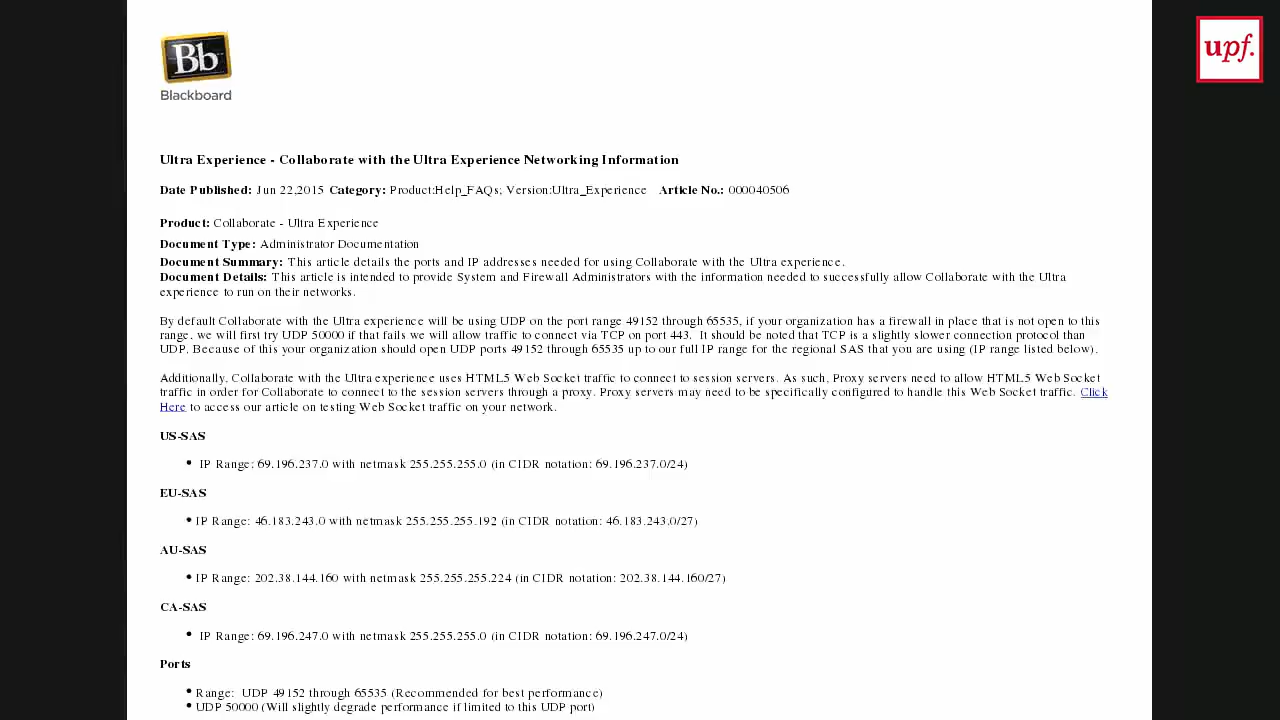 Bb
Blackboard
upf.
Ultra Experience - Collaborate with the Ultra Experience Networking Information
Date Published: Jun 22,2015 Category: Product:Help_FAQs; Version:Ultra_Experience Article No.: 000040506
Product: Collaborate - Ultra Experience
Document Type: Administrator Documentation
Document Summary: This article details the ports and IP addresses needed for using Collaborate with the Ultra experience.
Document Details: This article is intended to provide System and Firewall Administrators with the information needed to successfully allow Collaborate with the Ultra
experience to run on their networks.
By default Collaborate with the Ultra experience will be using UDP on the port range 49152 through 65535, if your organization has a firewall in place that is not open to this
range, we will first try UDP 50000 if that fails we will allow traffic to connect via TCP on port 443. It should be noted that TCP is a slightly slower connection protocol than
UDP. Because of this your organization should open UDP ports 49152 through 65535 up to our full IP range for the regional SAS that you are using (IP range listed below).
Additionally, Collaborate with the Ultra experience uses HTML5 Web Socket traffic to connect to session servers. As such, Proxy servers need to allow HTML5 Web Socket
traffic in order for Collaborate to connect to the session servers through a proxy. Proxy servers may need to be specifically configured to handle this Web Socket traffic. Click
Here to access our article on testing Web Socket traffic on your network.
US-SAS
• IP Range: 69.196.237.0 with netmask 255.255.255.0 (in CIDR notation: 69.196.237.0/24)
EU-SAS
• IP Range: 46.183.243.0 with netmask 255.255.255.192 (in CIDR notation: 46.183.243.0/27)
AU-SAS
• IP Range: 202.38.144.160 with netmask 255.255.255.224 (in CIDR notation: 202.38.144.160/27)
CA-SAS
• IP Range: 69.196.247.0 with netmask 255.255.255.0 (in CIDR notation: 69.196.247.0/24)
Ports
• Range: UDP 49152 through 65535 (Recommended for best performance)
• UDP 50000 (Will slightly degrade performance if limited to this UDP port)